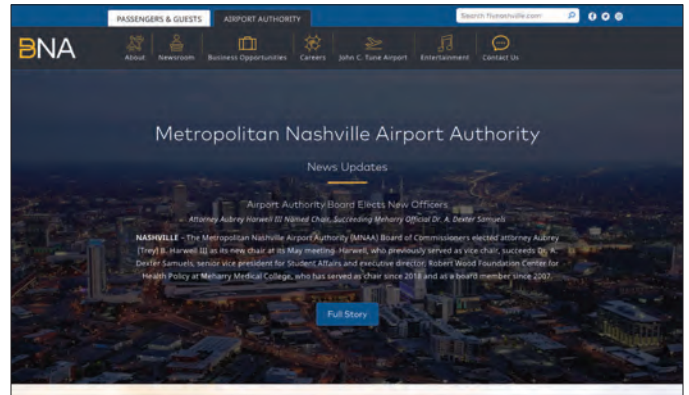 PASSENGERS & GUESTS
AIRPORT AUTHORITY
Search flynashville.com
BNA
About
Newsroom
Business Opportunities
Careers
John C. Tune Airport
Entertainment
Contact Us
Metropolitan Nashville Airport Authority
News Updates
Airport Authority Board Elects New Officers
Attorney Aubrey Harwell III Named Chair, Succeeding Meharry Official Dr. A. Dexter Samuels
NASHVILLE – The Metropolitan Nashville Airport Authority (MNAA) Board of Commissioners elected attorney Aubrey
(Trey) B. Harwell III as its new chair at its May meeting. Harwell, who previously served as vice chair, succeeds Dr. A.
Dexter Samuels, senior vice president for Student Affairs and executive director, Robert Wood Foundation Center for
Health Policy at Meharry Medical College, who has served as chair since 2018 and as a board member since 2007.
Full Story